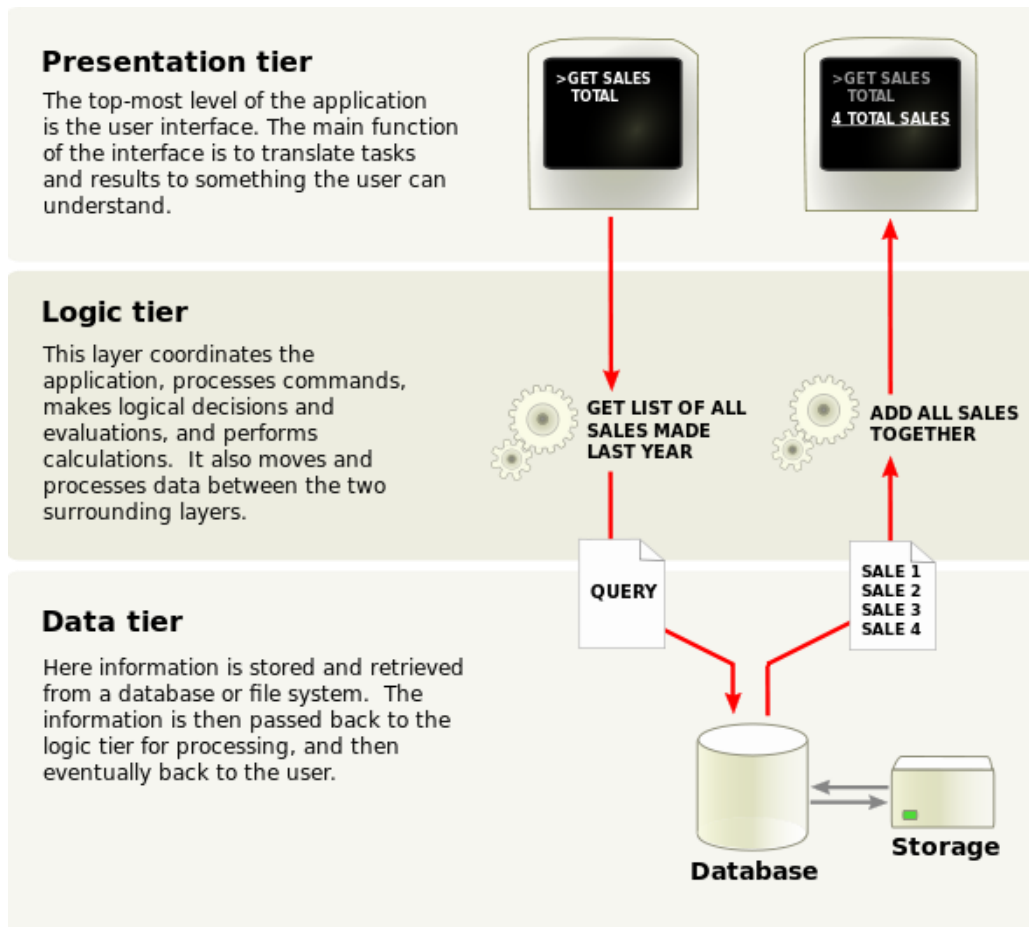 Presentation tier
The top-most level of the application
is the user interface. The main function
of the interface is to translate tasks
and results to something the user can
understand.
>GET SALES
TOTAL
>GET SALES
TOTAL
4 TOTAL SALES
Logic tier
This layer coordinates the
application, processes commands,
makes logical decisions and
evaluations, and performs
calculations.  It also moves and
processes data between the two
surrounding layers.
GET LIST OF ALL
SALES MADE
LAST YEAR
ADD ALL SALES
TOGETHER
QUERY
SALE 1
SALE 2
SALE 3
SALE 4
Data tier
Here information is stored and retrieved
from a database or file system.  The
information is then passed back to the
logic tier for processing, and then
eventually back to the user.
Database
Storage